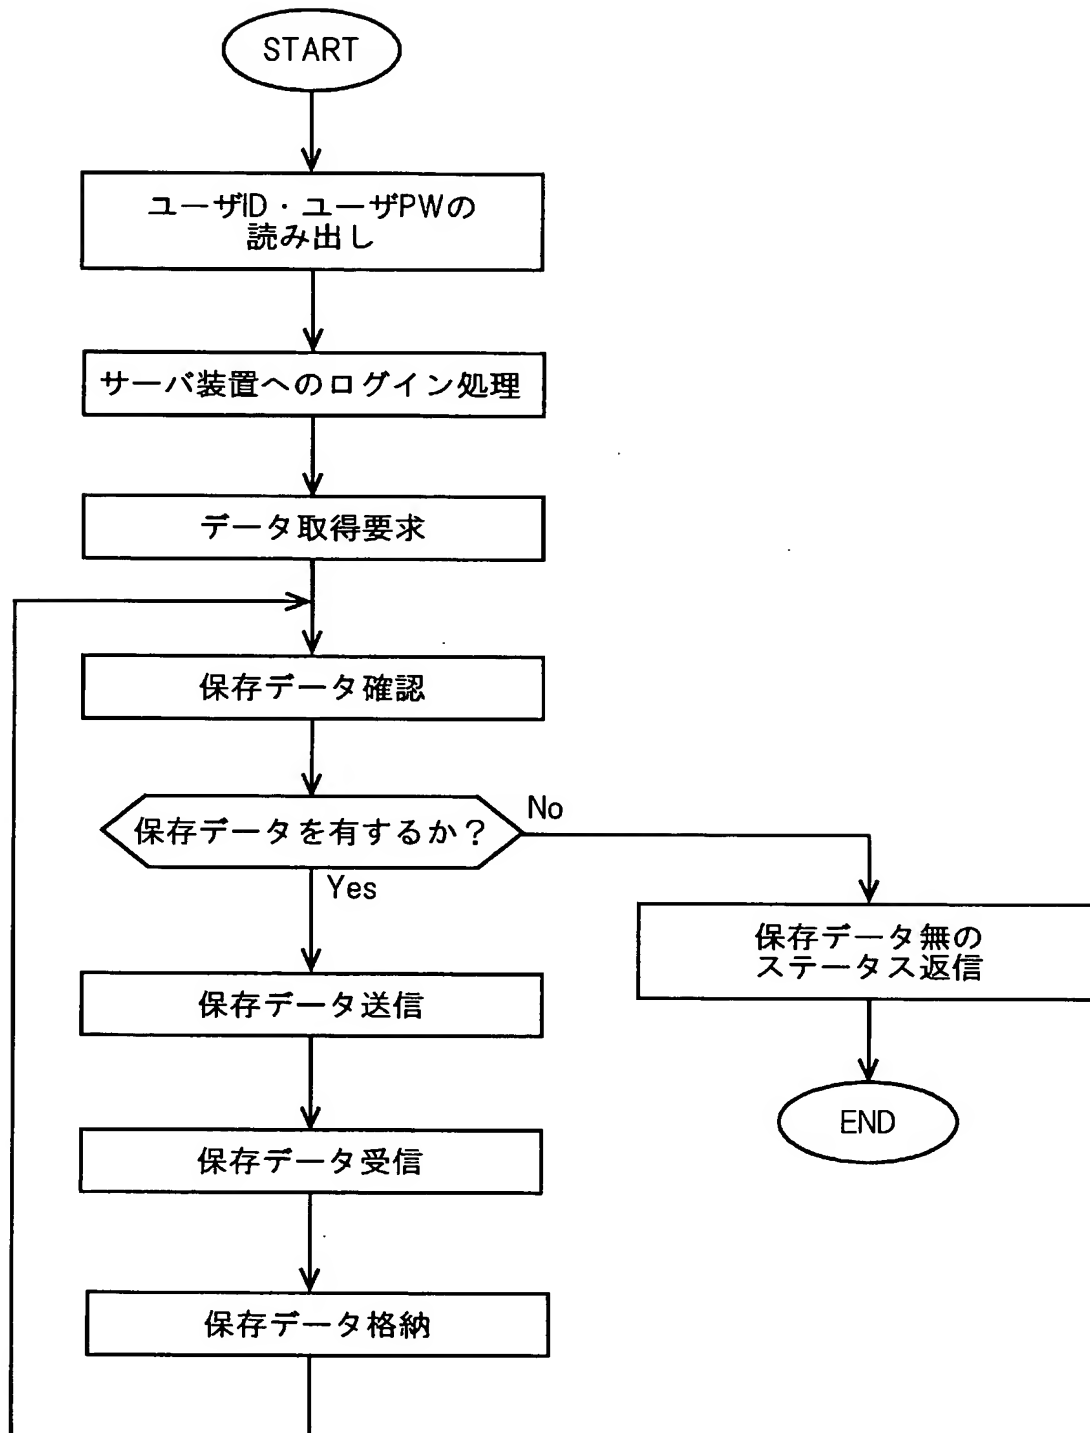 START
ユーザID・ユーザPWの
読み出し
サーバ装置へのログイン処理
データ取得要求
保存データ確認
保存データを有するか？
No
Yes
保存データ無の
ステータス返信
保存データ送信
END
保存データ受信
保存データ格納